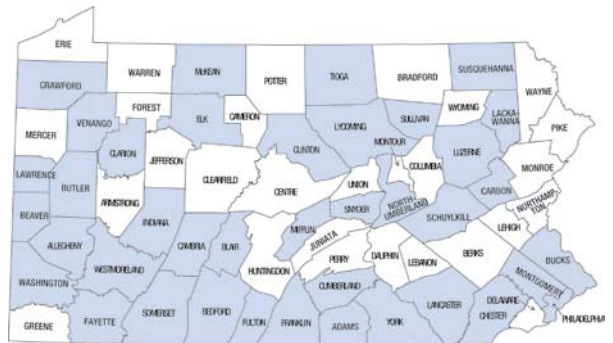 ERIE
WARREN
McKEAN
POTTER
TIOGA
BRADFORD
SUSQUEHANNA
WAYNE
CRAWFORD
FOREST
VENANGO
ELK
CAMERON
SULLIVAN
WYOMING
LACKA-
WANNA
PIKE
MERCER
CLARION
JEFFERSON
CLINTON
LYCOMING
MONTOUR
COLUMBIA
LUZERNE
MONROE
LAWRENCE
BUTLER
ARMSTRONG
CLEARFIELD
CENTRE
UNION
SNYDER
NORTH-
UMBERLAND
CARBON
NORTHAMP-
TON
BEAVER
INDIANA
MIFFLIN
JUNIATA
SCHUYLKILL
LEHIGH
ALLEGHENY
WESTMORELAND
CAMBRIA
BLAIR
HUNTINGDON
PERRY
DAUPHIN
LEBANON
BERKS
BUCKS
MONTGOMERY
WASHINGTON
CUMBERLAND
GREENE
FAYETTE
SOMERSET
BEDFORD
FULTON
FRANKLIN
ADAMS
YORK
LANCASTER
CHESTER
DELAWARE
PHILADELPHIA